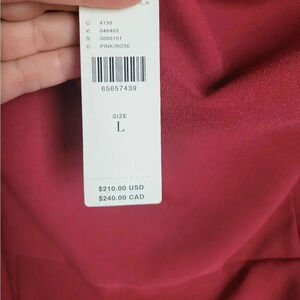 C: 4130
V: 046403
S: 0000151
C: PINK/ROSE
65657439
SIZE
L
$210.00 USD
$240.00 CAD